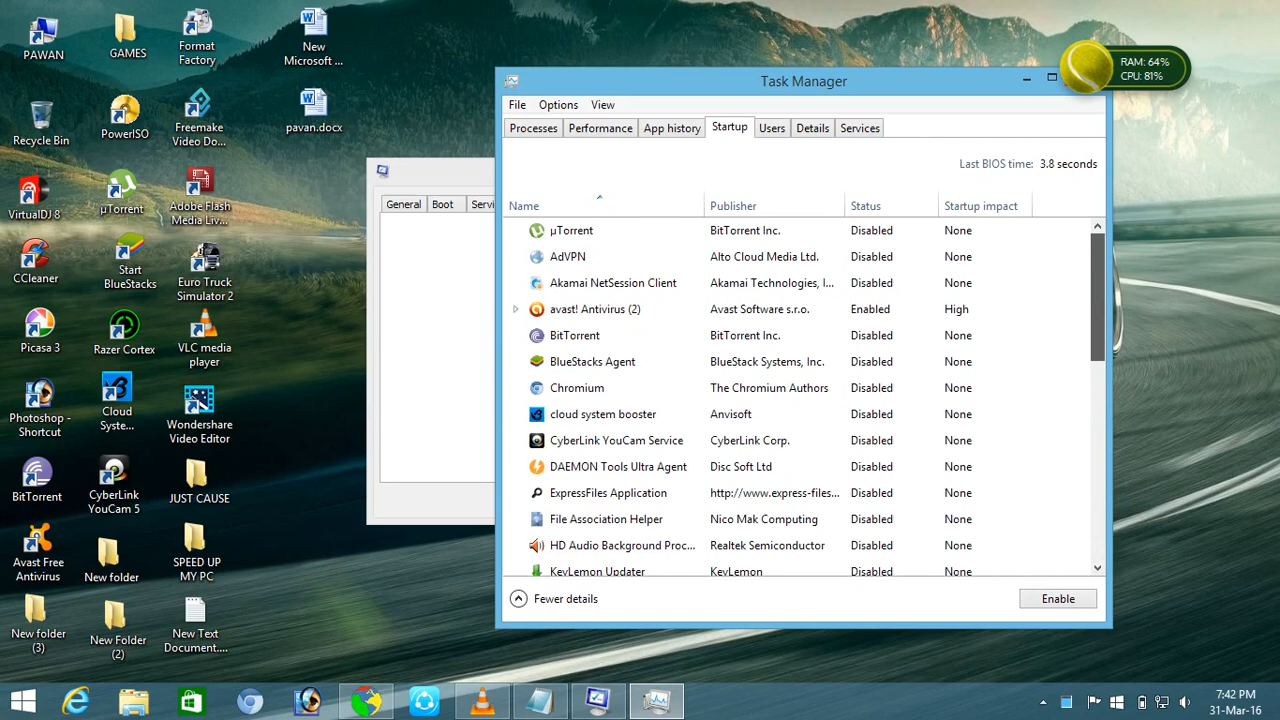 PAWAN
GAMES
Format
Factory
New
Microsoft ...
Recycle Bin
PowerISO
Freemake
Video Do...
pavan.docx
VirtualDJ 8
µTorrent
Adobe Flash
Media Liv...
CCleaner
Start
BlueStacks
Euro Truck
Simulator 2
Picasa 3
Razer Cortex
VLC media
player
Photoshop -
Shortcut
Cloud
Syste...
Wondershare
Video Editor
BitTorrent
CyberLink
YouCam 5
JUST CAUSE
Avast Free
Antivirus
New folder
SPEED UP
MY PC
New folder
(3)
New Folder
(2)
New Text
Document....
General
Boot
Servi
Task Manager
RAM: 64%
CPU: 81%
File Options View
Processes Performance App history Startup Users Details Services
Last BIOS time: 3.8 seconds
Name Publisher Status Startup impact
µTorrent BitTorrent Inc. Disabled None
AdVPN Alto Cloud Media Ltd. Disabled None
Akamai NetSession Client Akamai Technologies, I... Disabled None
avast! Antivirus (2) Avast Software s.r.o. Enabled High
BitTorrent BitTorrent Inc. Disabled None
BlueStacks Agent BlueStack Systems, Inc. Disabled None
Chromium The Chromium Authors Disabled None
cloud system booster Anvisoft Disabled None
CyberLink YouCam Service CyberLink Corp. Disabled None
DAEMON Tools Ultra Agent Disc Soft Ltd Disabled None
ExpressFiles Application http://www.express-files... Disabled None
File Association Helper Nico Mak Computing Disabled None
HD Audio Background Proc... Realtek Semiconductor Disabled None
KeyLemon Updater KeyLemon Disabled None
Fewer details
Enable
7:42 PM
31-Mar-16